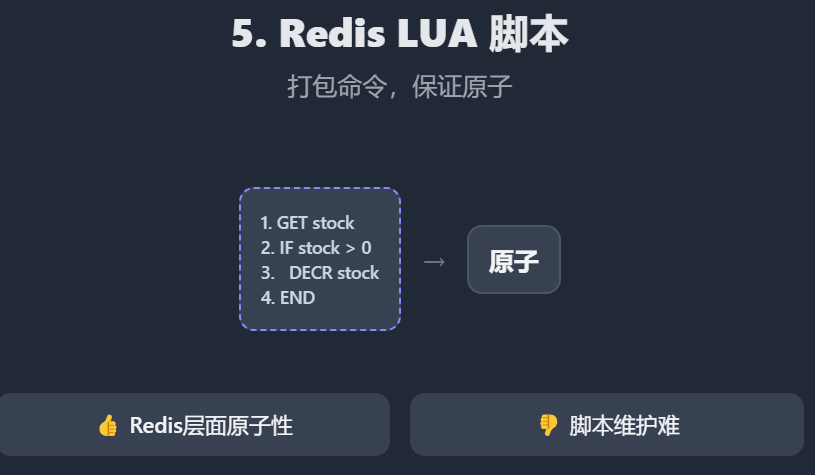 5. Redis LUA 脚本
打包命令，保证原子
1. GET stock
2. IF stock > 0
3.   DECR stock
4. END
→
原子
👍 Redis层面原子性
👎 脚本维护难